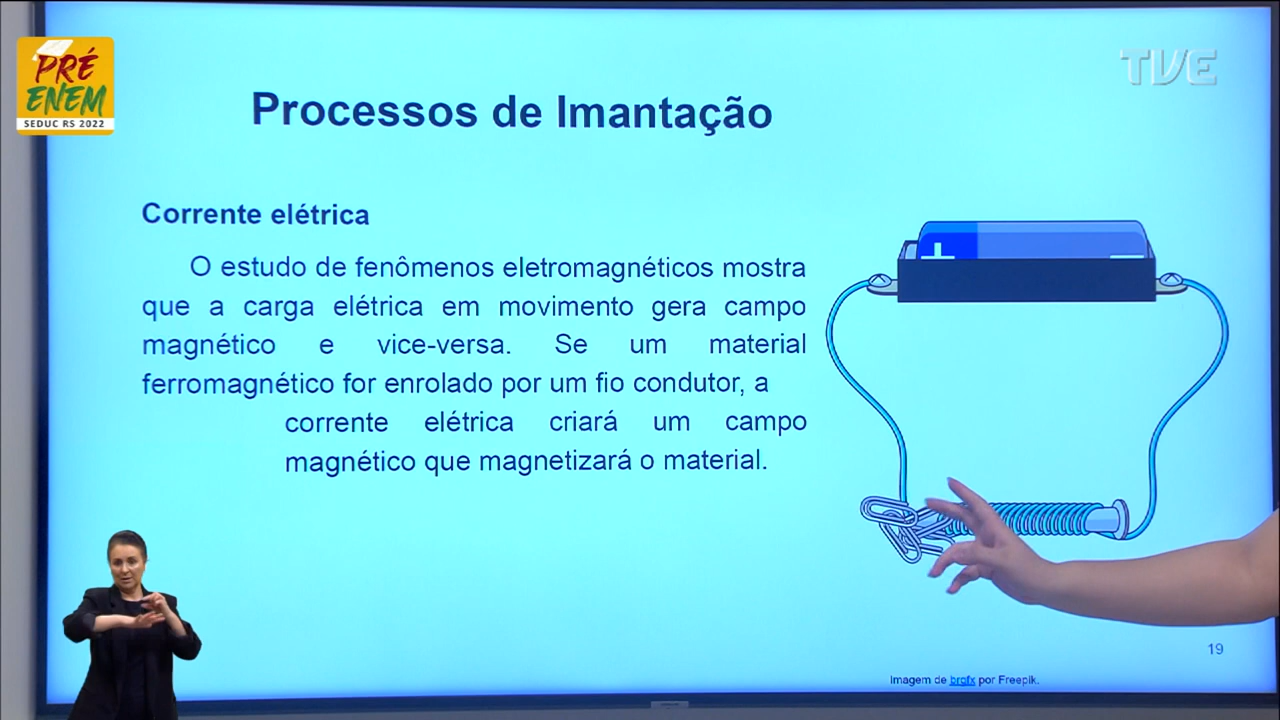 PRÉ
ENEM
SEDUC RS 2022
TVE
Processos de Imantação
Corrente elétrica
O estudo de fenômenos eletromagnéticos mostra
que a carga elétrica em movimento gera campo
magnético e vice-versa. Se um material
ferromagnético for enrolado por um fio condutor, a
corrente elétrica criará um campo
magnético que magnetizará o material.
+
19
Imagem de brgfx por Freepik.